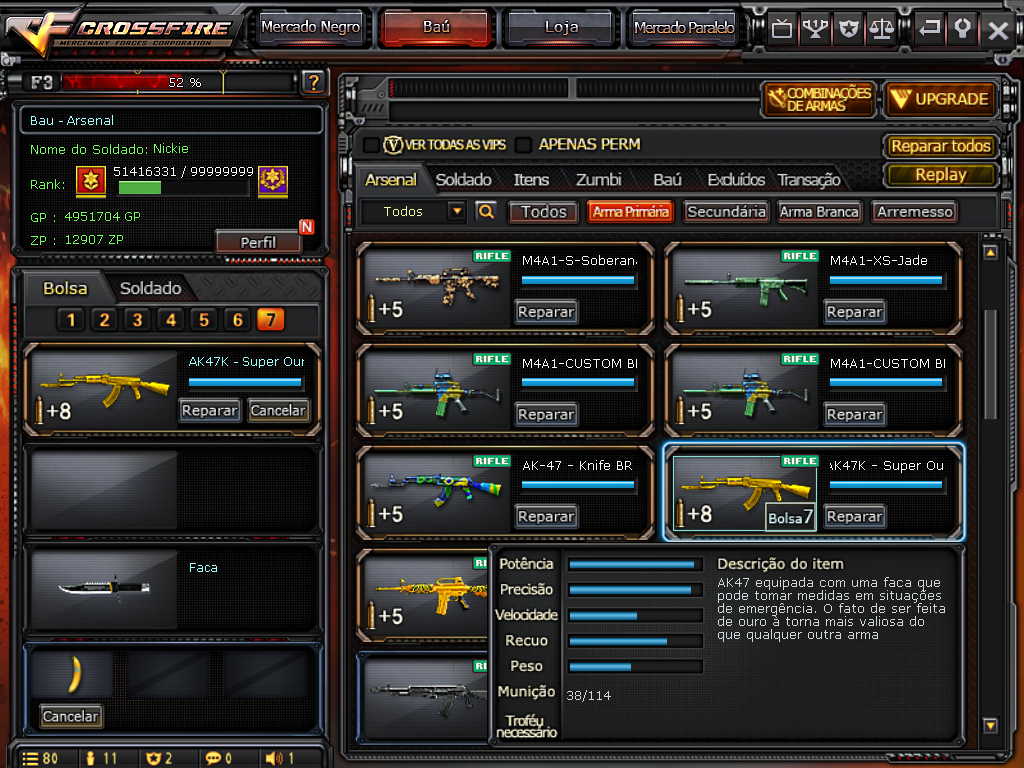 CROSSFIRE
MERCENARY FORCES CORPORATION
Mercado Negro
Baú
Loja
Mercado Paralelo
F3
52 %
?
Bau - Arsenal
Nome do Soldado: Nickie
Rank:
51416331 / 99999999
GP : 4951704 GP
ZP : 12907 ZP
N
Perfil
Bolsa
Soldado
1 2 3 4 5 6 7
AK47K - Super Our
+8
Reparar
Cancelar
Faca
Cancelar
80
11
2
0
1
COMBINAÇÕES
DE ARMAS
UPGRADE
V VER TODAS AS VIPS
APENAS PERM
Reparar todos
Replay
Arsenal
Soldado
Itens
Zumbi
Baú
Excluídos
Transação
Todos
Todos
Arma Primária
Secundária
Arma Branca
Arremesso
RIFLE
M4A1-S-Soberan.
+5
Reparar
RIFLE
M4A1-XS-Jade
+5
Reparar
RIFLE
M4A1-CUSTOM BI
+5
Reparar
RIFLE
M4A1-CUSTOM BI
+5
Reparar
RIFLE
AK-47 - Knife BR
+5
Reparar
RIFLE
AK47K - Super Ou
+8
Bolsa7
Reparar
+5
Potência
Precisão
Velocidade
Recuo
Peso
Munição
38/114
Troféu
necessário
Descrição do item
AK47 equipada com uma faca que
pode tomar medidas em situações
de emergência. O fato de ser feita
de ouro à torna mais valiosa do
que qualquer outra arma